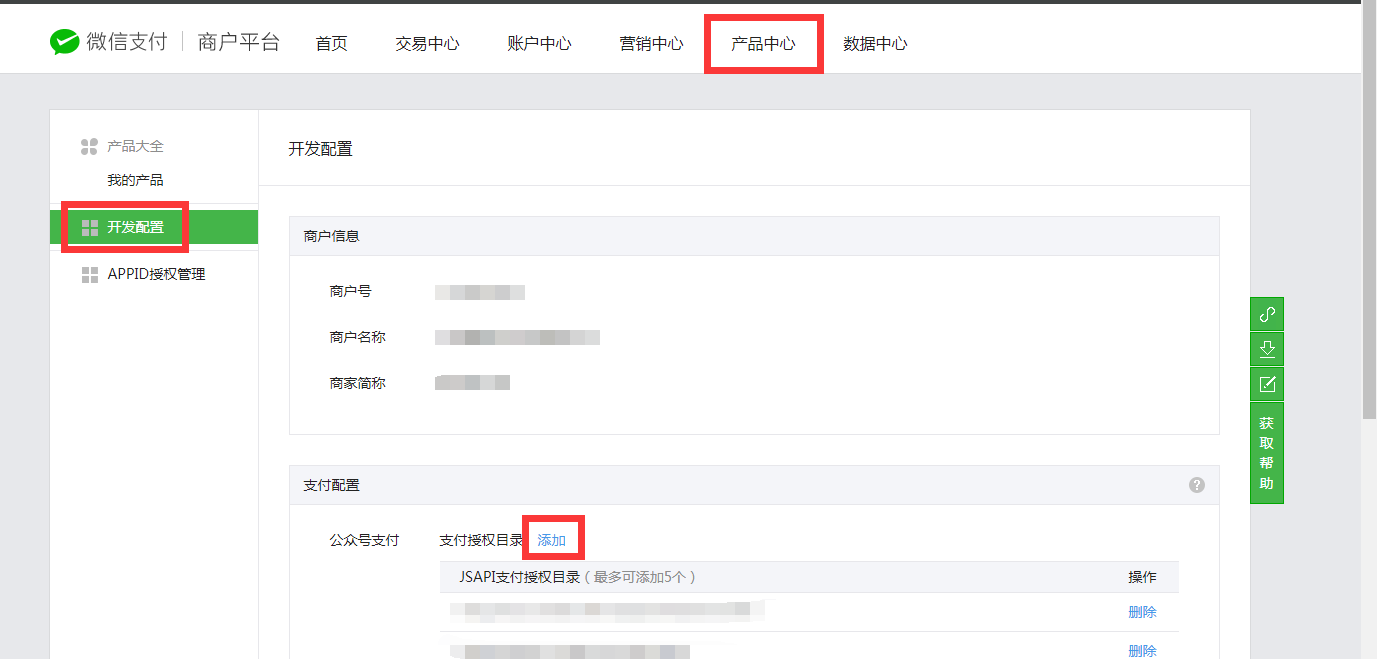 微信支付 商户平台 首页 交易中心 账户中心 营销中心 产品中心 数据中心
产品大全
我的产品
开发配置
APPID授权管理
开发配置
商户信息
商户号
商户名称
商家简称
支付配置 ?
公众号支付 支付授权目录 添加
JSAPI支付授权目录（最多可添加5个） 操作
删除
删除
获
取
帮
助